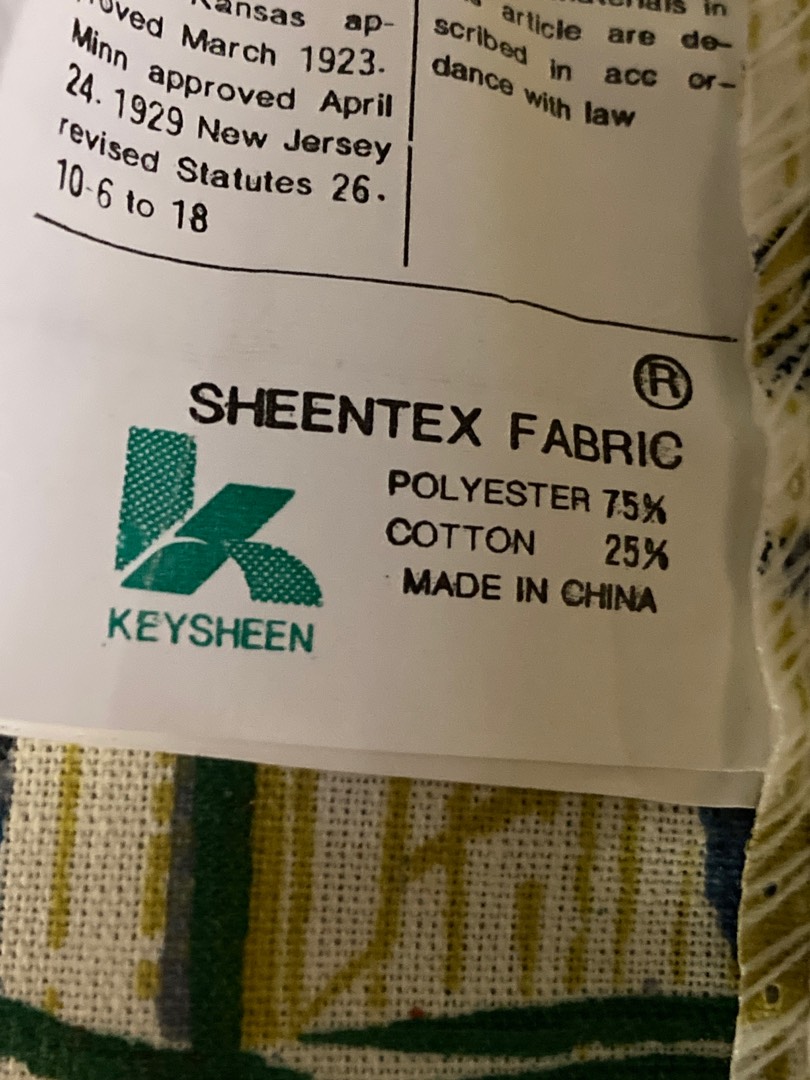 Kansas ap-
oved March 1923.
Minn approved April
24. 1929 New Jersey
revised Statutes 26.
10-6 to 18
in
article are de-
scribed in acc or-
dance with law
®
SHEENTEX FABRIC
POLYESTER 75%
COTTON 25%
MADE IN CHINA
KEYSHEEN